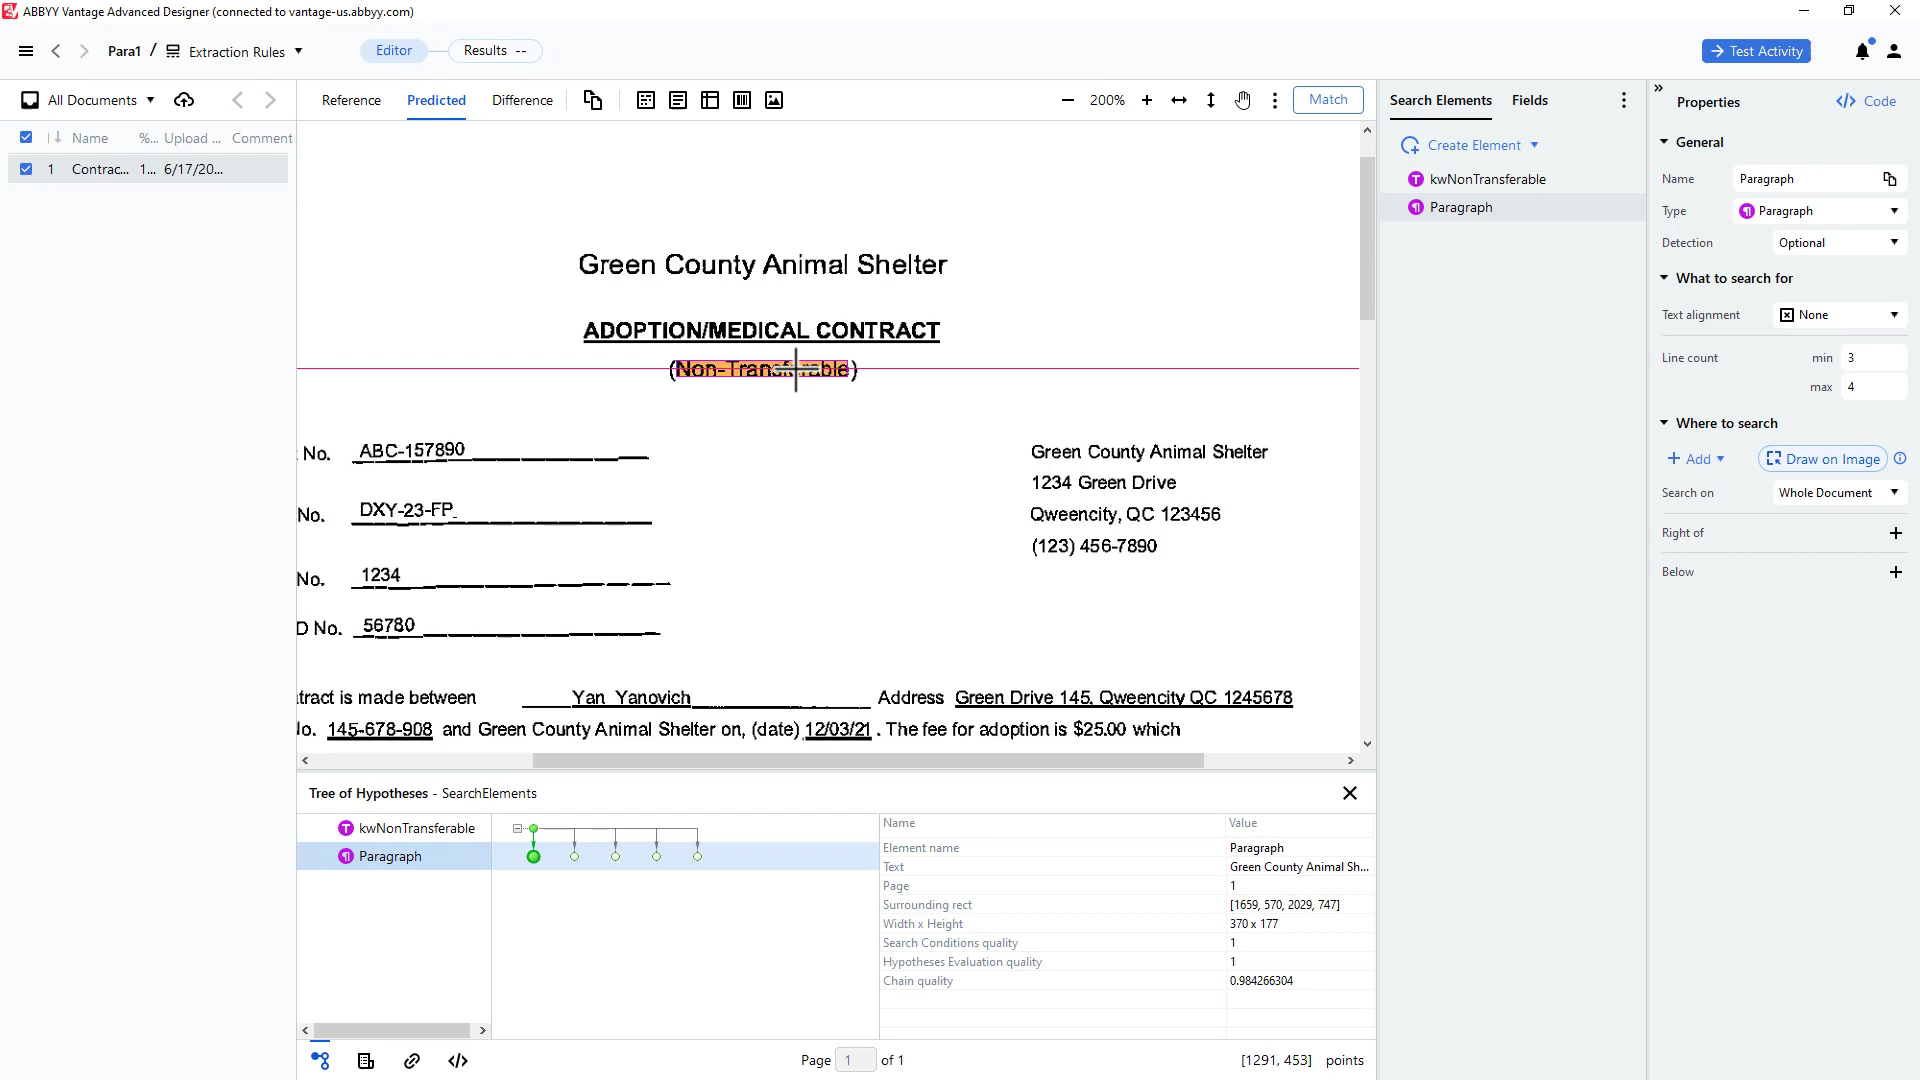 ABBYY Vantage Advanced Designer (connected to vantage-us.abbyy.com)
Para1 / Extraction Rules
Editor
Results --
Test Activity
All Documents
Reference
Predicted
Difference
200%
Match
Search Elements
Fields
Properties
Code
Name
%...
Upload ...
Comment
1 Contrac... 1... 6/17/20...
Create Element
kwNonTransferable
Paragraph
General
Name Paragraph
Type Paragraph
Detection Optional
What to search for
Text alignment None
Line count min 3
max 4
Where to search
Add
Draw on Image
Search on Whole Document
Right of
Below
Green County Animal Shelter
ADOPTION/MEDICAL CONTRACT
(Non-Transferable)
No. ABC-157890
No. DXY-23-FP
No. 1234
D No. 56780
Green County Animal Shelter
1234 Green Drive
Qweencity, QC 123456
(123) 456-7890
tract is made between Yan Yanovich Address Green Drive 145, Qweencity QC 1245678
No. 145-678-908 and Green County Animal Shelter on, (date) 12/03/21 . The fee for adoption is $25.00 which
Tree of Hypotheses - SearchElements
kwNonTransferable
Paragraph
Name Value
Element name Paragraph
Text Green County Animal Sh...
Page 1
Surrounding rect [1659, 570, 2029, 747]
Width x Height 370 x 177
Search Conditions quality 1
Hypotheses Evaluation quality 1
Chain quality 0.984266304
Page 1 of 1
[1291, 453] points